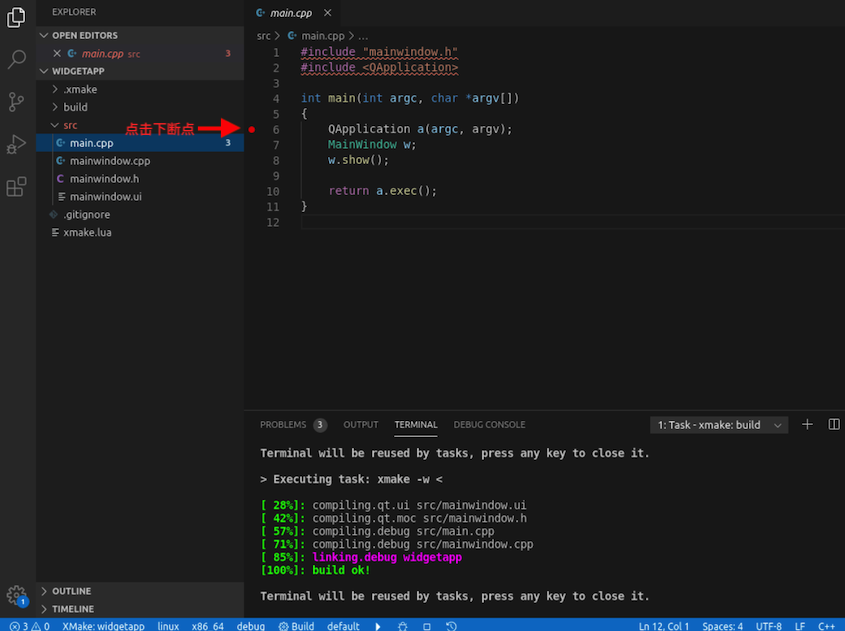 EXPLORER
OPEN EDITORS
main.cpp src 3
WIDGETAPP
.xmake
build
src
main.cpp 3
mainwindow.cpp
mainwindow.h
mainwindow.ui
.gitignore
xmake.lua
点击下断点
OUTLINE
TIMELINE
1
main.cpp
src > main.cpp > ...
1 #include "mainwindow.h"
2 #include <QApplication>
3
4 int main(int argc, char *argv[])
5 {
6 QApplication a(argc, argv);
7 MainWindow w;
8 w.show();
9
10 return a.exec();
11 }
12
PROBLEMS 3 OUTPUT TERMINAL DEBUG CONSOLE 1: Task - xmake: build
Terminal will be reused by tasks, press any key to close it.
> Executing task: xmake -w <
[ 28%]: compiling.qt.ui src/mainwindow.ui
[ 42%]: compiling.qt.moc src/mainwindow.h
[ 57%]: compiling.debug src/main.cpp
[ 71%]: compiling.debug src/mainwindow.cpp
[ 85%]: linking.debug widgetapp
[100%]: build ok!
Terminal will be reused by tasks, press any key to close it.
3 0 XMake: widgetapp linux x86_64 debug Build default Ln 12, Col 1 Spaces: 4 UTF-8 LF C++